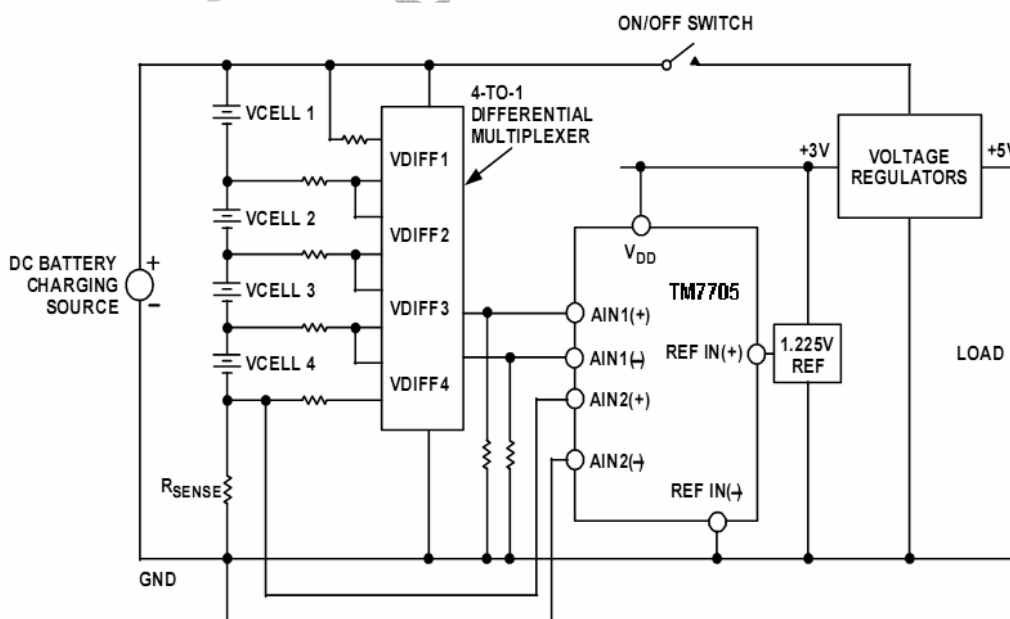 ON/OFF SWITCH
VCELL 1
4-TO-1
DIFFERENTIAL
MULTIPLEXER
VDIFF1
+3V
VOLTAGE
REGULATORS
+5V
VCELL 2
VDIFF2
VDD
DC BATTERY
CHARGING
SOURCE
+
-
VCELL 3
VDIFF3
TM7705
AIN1(+)
REF IN(+)
1.225V
REF
LOAD
AIN1(-)
VCELL 4
VDIFF4
AIN2(+)
AIN2(-)
RSENSE
REF IN(-)
GND